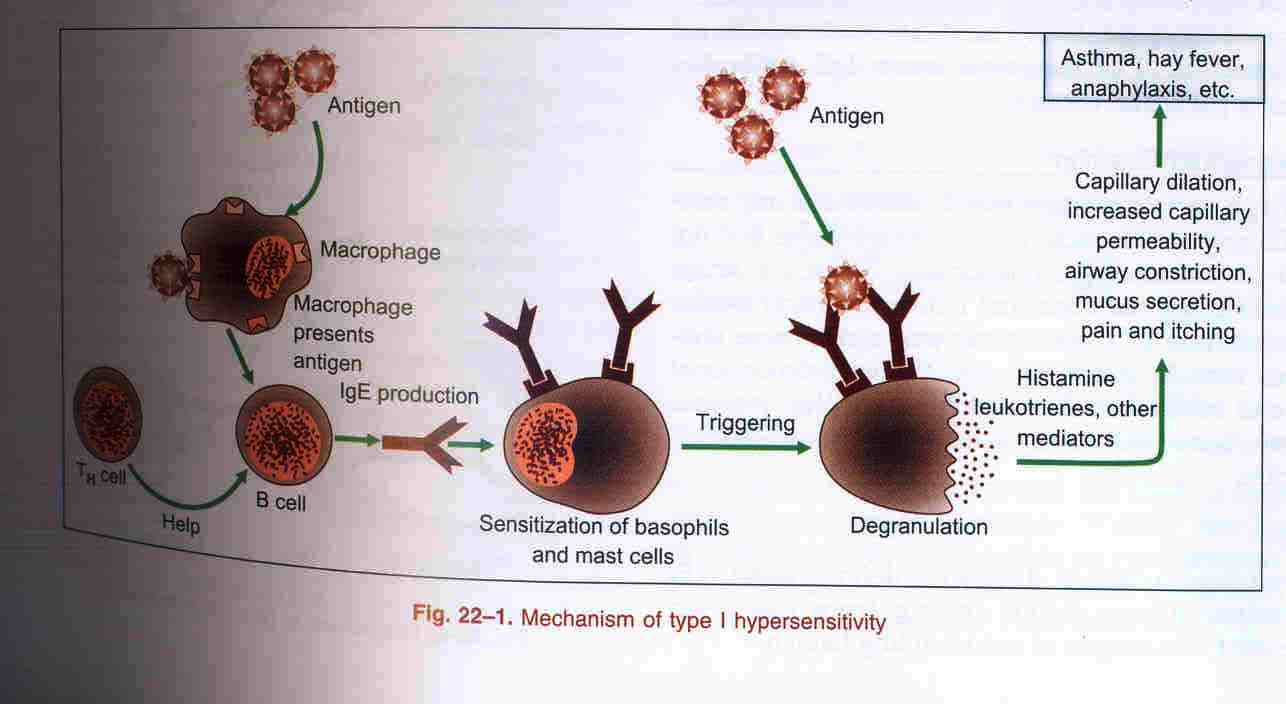 Antigen
Macrophage
Macrophage
presents
antigen
T_H cell
Help
B cell
IgE production
Sensitization of basophils
and mast cells
Triggering
Antigen
Degranulation
Histamine
leukotrienes, other
mediators
Capillary dilation,
increased capillary
permeability,
airway constriction,
mucus secretion,
pain and itching
Asthma, hay fever,
anaphylaxis, etc.
Fig. 22–1. Mechanism of type I hypersensitivity